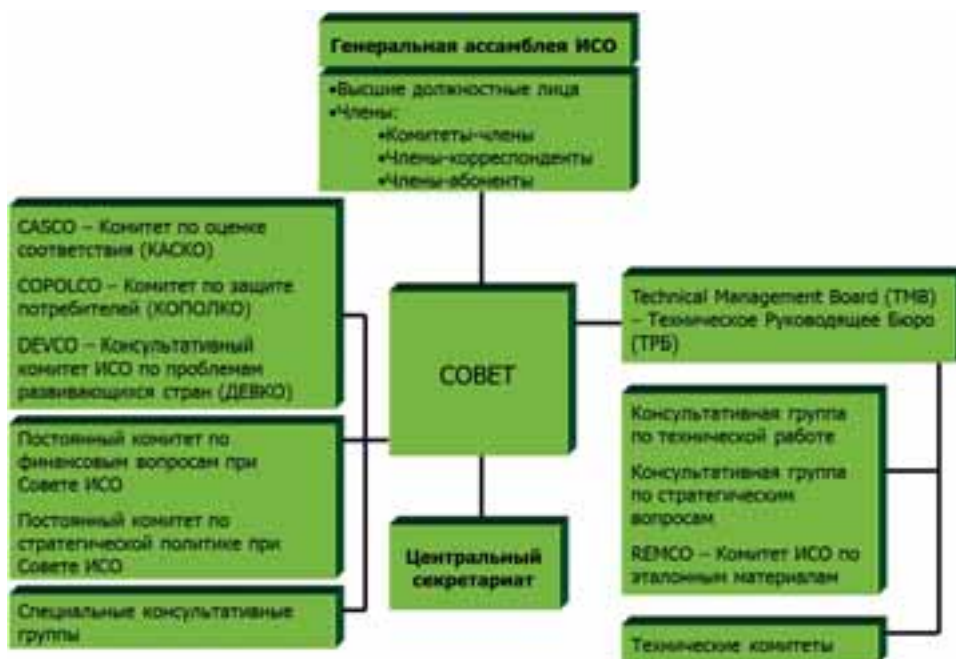 Генеральная ассамблея ИСО
•Высшие должностные лица
•Члены:
•Комитеты-члены
•Члены-корреспонденты
•Члены-абоненты
CASCO – Комитет по оценке
соответствия (КАСКО)
COPOLCO – Комитет по защите
потребителей (КОПОЛКО)
DEVCO – Консультативный
комитет ИСО по проблемам
развивающихся стран (ДЕВКО)
Постоянный комитет по
финансовым вопросам при
Совете ИСО
Постоянный комитет по
стратегической политике при
Совете ИСО
Специальные консультативные
группы
СОВЕТ
Центральный
секретариат
Technical Management Board (TMB)
– Техническое Руководящее Бюро
(ТРБ)
Консультативная группа
по технической работе
Консультативная группа
по стратегическим
вопросам
REMCO – Комитет ИСО по
эталонным материалам
Технические комитеты